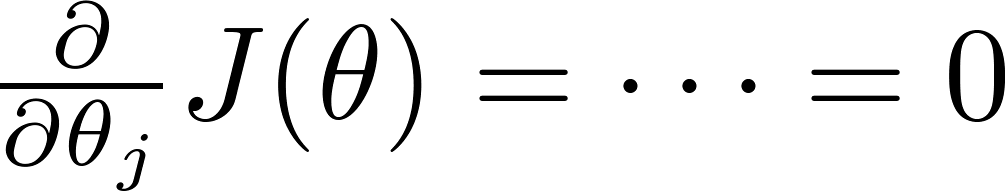 ∂/∂θ_j J(θ) = ··· = 0